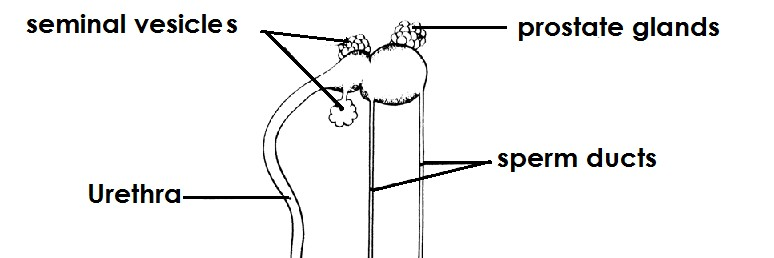 seminal vesicles
prostate glands
sperm ducts
Urethra